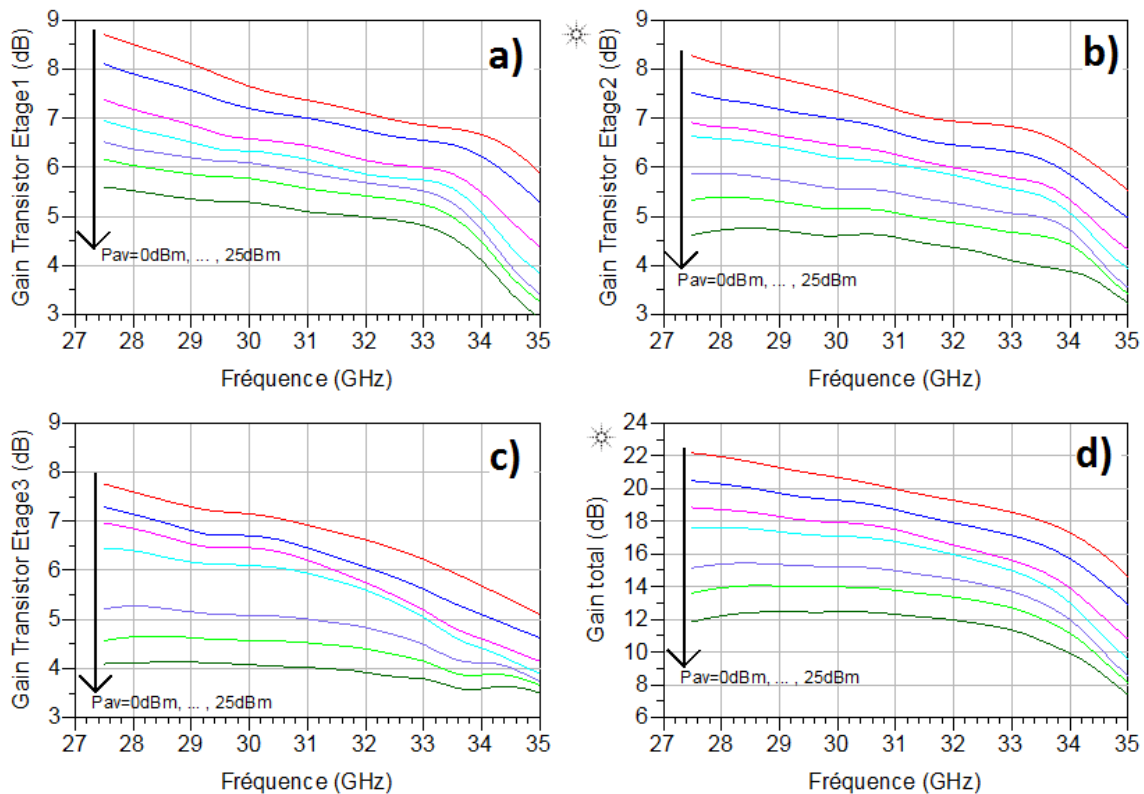 a)
Gain Transistor Etage1 (dB)
9
8
7
6
5
4
3
Pav=0dBm, ... , 25dBm
27 28 29 30 31 32 33 34 35
Fréquence (GHz)
b)
Gain Transistor Etage2 (dB)
9
8
7
6
5
4
3
Pav=0dBm, ... , 25dBm
27 28 29 30 31 32 33 34 35
Fréquence (GHz)
c)
Gain Transistor Etage3 (dB)
9
8
7
6
5
4
3
Pav=0dBm, ... , 25dBm
27 28 29 30 31 32 33 34 35
Fréquence (GHz)
d)
Gain total (dB)
24
22
20
18
16
14
12
10
8
6
Pav=0dBm, ... , 25dBm
27 28 29 30 31 32 33 34 35
Fréquence (GHz)